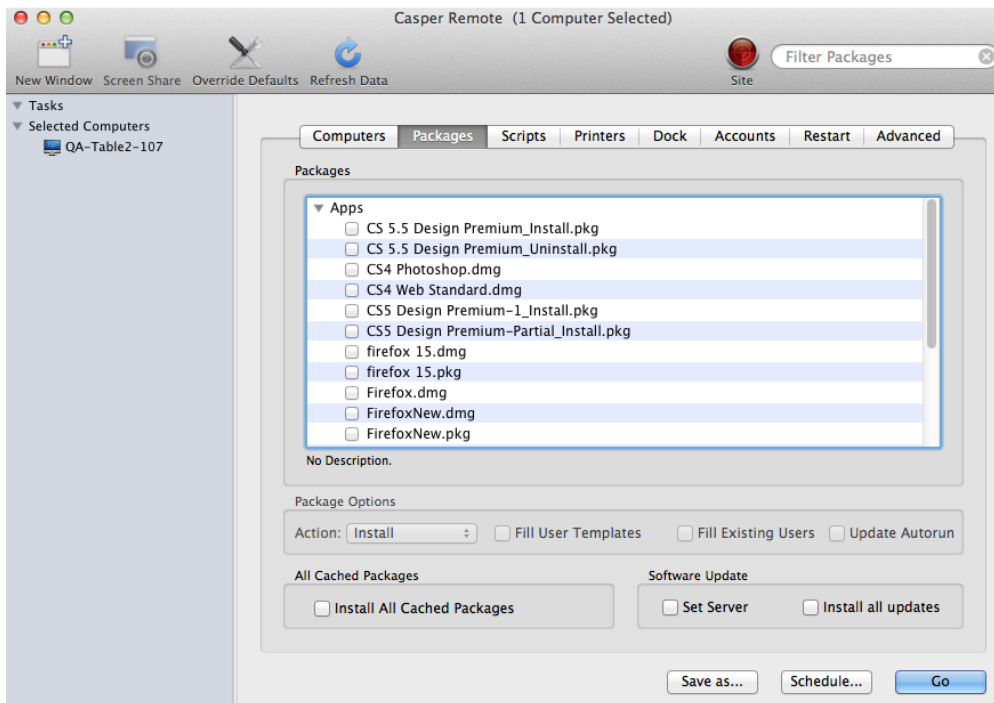 Casper Remote (1 Computer Selected)
New Window Screen Share Override Defaults Refresh Data
Site
Filter Packages
Tasks
Selected Computers
QA-Table2-107
Computers Packages Scripts Printers Dock Accounts Restart Advanced
Packages
Apps
CS 5.5 Design Premium_Install.pkg
CS 5.5 Design Premium_Uninstall.pkg
CS4 Photoshop.dmg
CS4 Web Standard.dmg
CS5 Design Premium-1_Install.pkg
CS5 Design Premium-Partial_Install.pkg
firefox 15.dmg
firefox 15.pkg
Firefox.dmg
FirefoxNew.dmg
FirefoxNew.pkg
No Description.
Package Options
Action: Install Fill User Templates Fill Existing Users Update Autorun
All Cached Packages
Install All Cached Packages
Software Update
Set Server Install all updates
Save as... Schedule... Go